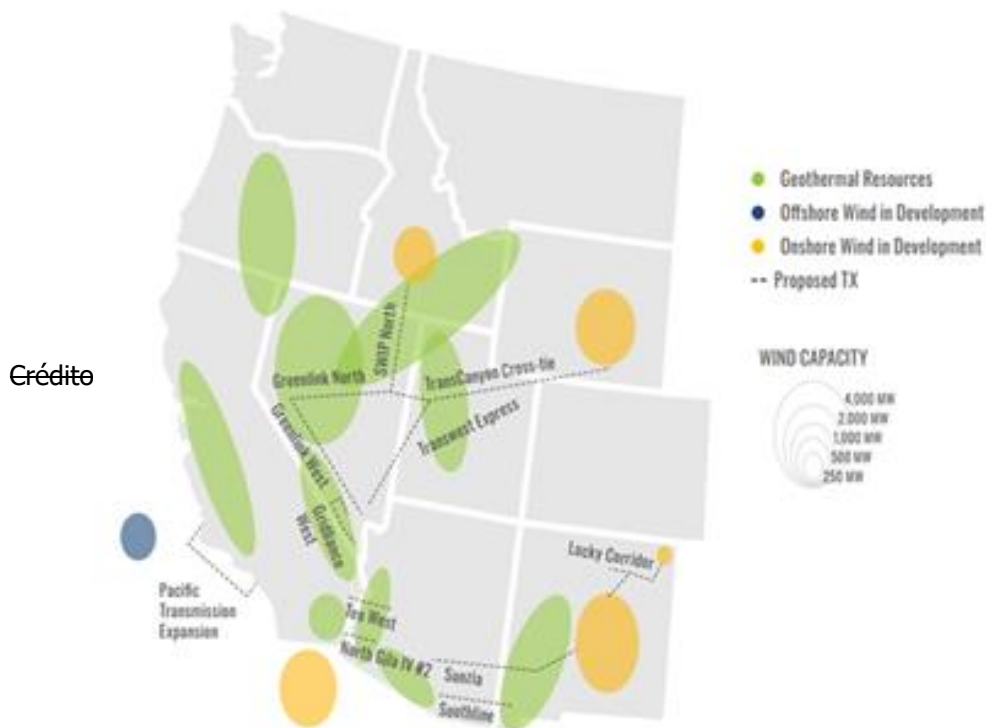 Geothermal Resources
Offshore Wind in Development
Onshore Wind in Development
Proposed TX
WIND CAPACITY
4,000 MW
2,000 MW
1,000 MW
500 MW
250 MW
Crédito
SWIP North
Greenlink North
TransCanyon Cross-tie
Transwest Express
Greenlink West
Gridliance
West
Lucky Corridor
Pacific
Transmission
Expansion
Ten West
North Gila IV #2
Sunzia
Southline